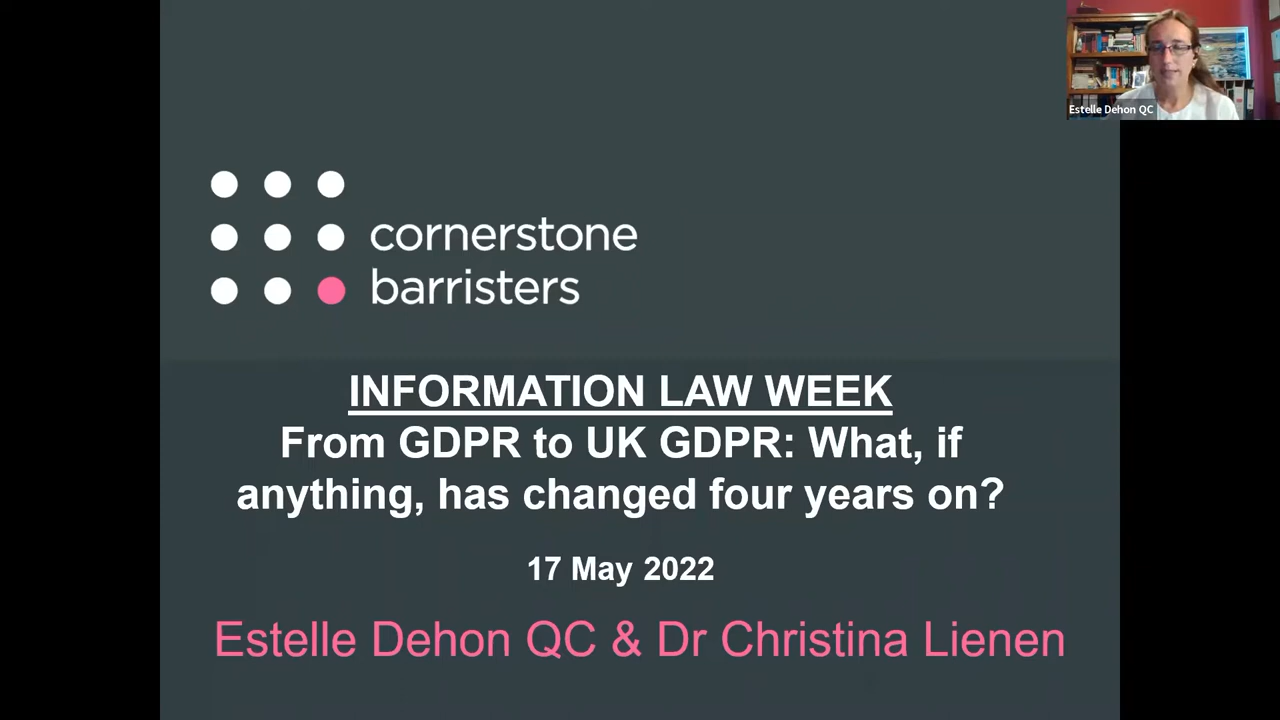 Estelle Dehon QC
cornerstone
barristers
INFORMATION LAW WEEK
From GDPR to UK GDPR: What, if
anything, has changed four years on?
17 May 2022
Estelle Dehon QC & Dr Christina Lienen